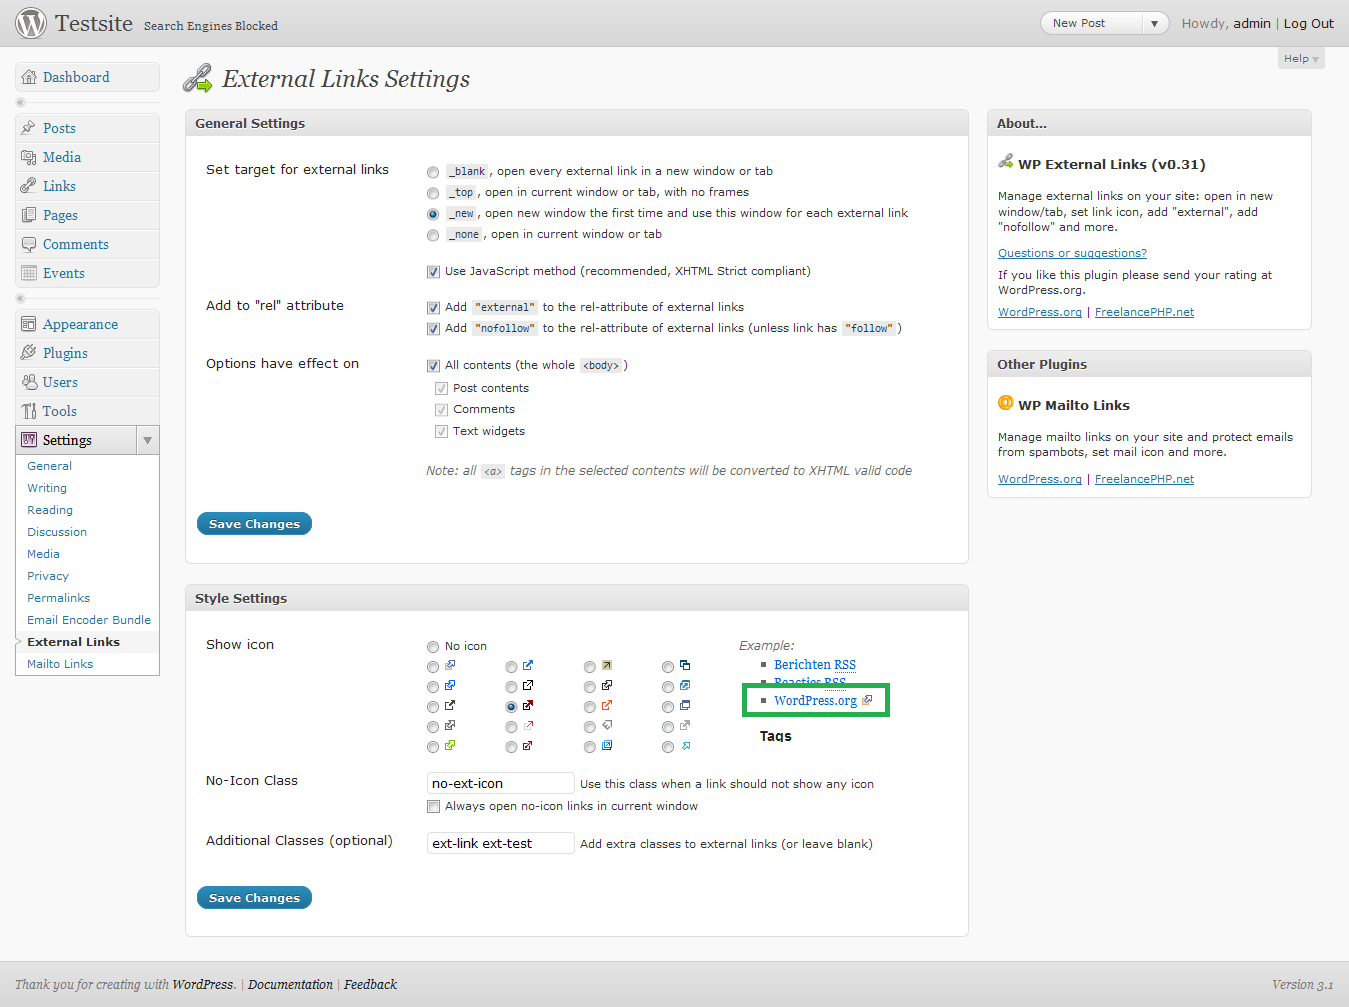 Testsite Search Engines Blocked
New Post
Howdy, admin | Log Out
Help
Dashboard
Posts
Media
Links
Pages
Comments
Events
Appearance
Plugins
Users
Tools
Settings
General
Writing
Reading
Discussion
Media
Privacy
Permalinks
Email Encoder Bundle
External Links
Mailto Links
External Links Settings
General Settings
Set target for external links
_blank, open every external link in a new window or tab
_top, open in current window or tab, with no frames
_new, open new window the first time and use this window for each external link
_none, open in current window or tab
Use JavaScript method (recommended, XHTML Strict compliant)
Add to "rel" attribute
Add "external" to the rel-attribute of external links
Add "nofollow" to the rel-attribute of external links (unless link has "follow")
Options have effect on
All contents (the whole <body>)
Post contents
Comments
Text widgets
Note: all <a> tags in the selected contents will be converted to XHTML valid code
Save Changes
Style Settings
Show icon
No icon
Example:
Berichten RSS
Reacties RSS
WordPress.org
Tags
No-Icon Class
no-ext-icon
Use this class when a link should not show any icon
Always open no-icon links in current window
Additional Classes (optional)
ext-link ext-test
Add extra classes to external links (or leave blank)
Save Changes
About...
WP External Links (v0.31)
Manage external links on your site: open in new
window/tab, set link icon, add "external", add
"nofollow" and more.
Questions or suggestions?
If you like this plugin please send your rating at
WordPress.org.
WordPress.org | FreelancePHP.net
Other Plugins
WP Mailto Links
Manage mailto links on your site and protect emails
from spambots, set mail icon and more.
WordPress.org | FreelancePHP.net
Thank you for creating with WordPress. | Documentation | Feedback
Version 3.1